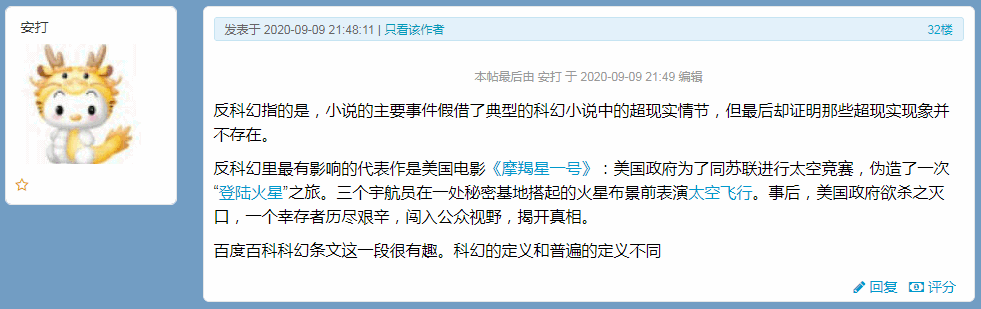 安打
发表于 2020-09-09 21:48:11 | 只看该作者
32楼
本帖最后由 安打 于 2020-09-09 21:49 编辑
反科幻指的是，小说的主要事件假借了典型的科幻小说中的超现实情节，但最后却证明那些超现实现象并
不存在。
反科幻里最有影响的代表作是美国电影《摩羯星一号》：美国政府为了同苏联进行太空竞赛，伪造了一次
“登陆火星”之旅。三个宇航员在一处秘密基地搭起的火星布景前表演太空飞行。事后，美国政府欲杀之灭
口，一个幸存者历尽艰辛，闯入公众视野，揭开真相。
百度百科科幻条文这一段很有趣。科幻的定义和普遍的定义不同
回复 评分